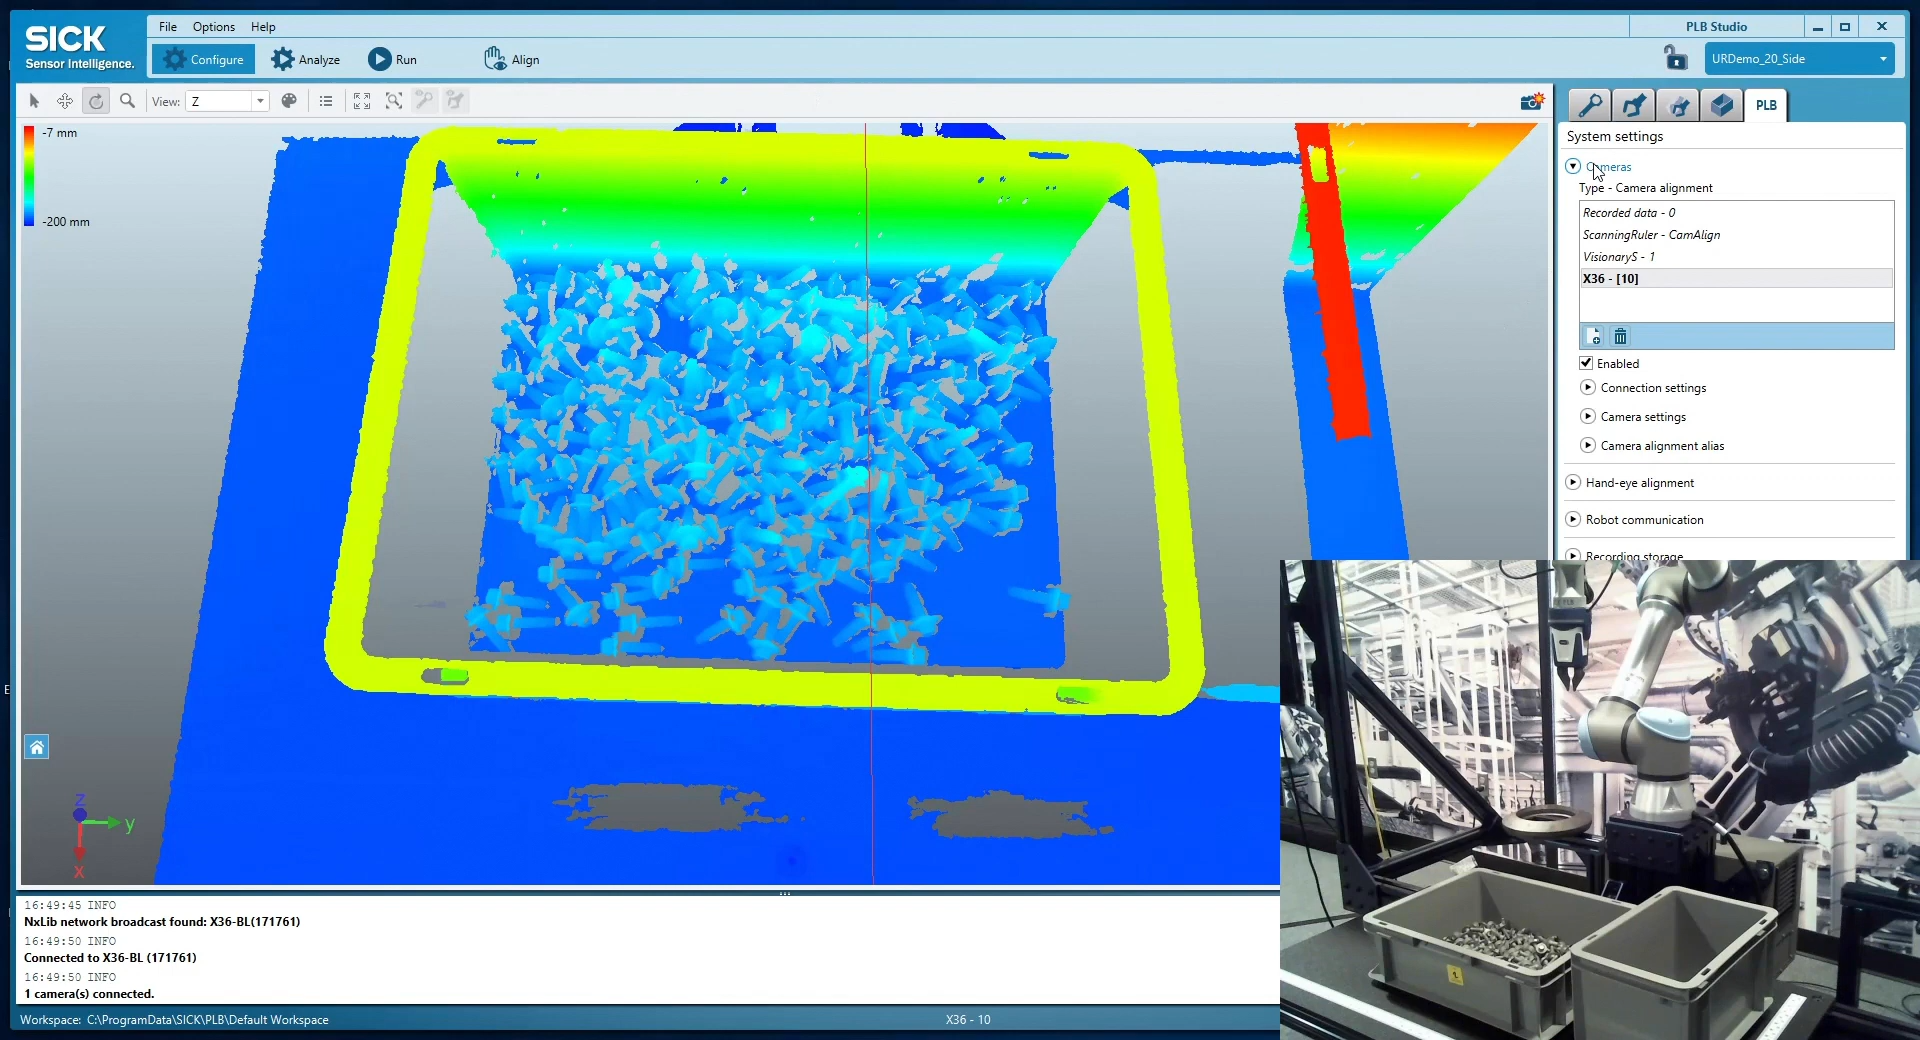 SICK
Sensor Intelligence.
File Options Help
PLB Studio
Configure Analyze Run Align
URDemo_20_Side
View: Z
PLB
-7 mm
-200 mm
System settings
Type - Camera alignment
Recorded data - 0
ScanningRuler - CamAlign
VisionaryS - 1
X36 - [10]
Enabled
Connection settings
Camera settings
Camera alignment alias
Hand-eye alignment
Robot communication
Recording storage
z
y
x
16:49:45 INFO
NxLib network broadcast found: X36-BL(171761)
16:49:50 INFO
Connected to X36-BL (171761)
16:49:50 INFO
1 camera(s) connected.
Workspace: C:\ProgramData\SICK\PLB\Default Workspace
X36 - 10